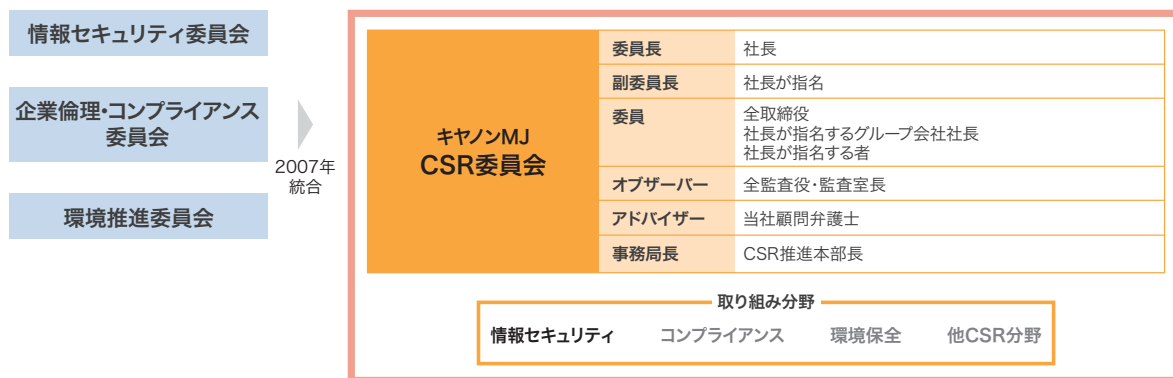 情報セキュリティ委員会
企業倫理・コンプライアンス
委員会
環境推進委員会
2007年
統合
キヤノンMJ
CSR委員会
委員長 社長
副委員長 社長が指名
委員 全取締役
社長が指名するグループ会社社長
社長が指名する者
オブザーバー 全監査役・監査室長
アドバイザー 当社顧問弁護士
事務局長 CSR推進本部長
取り組み分野
情報セキュリティ コンプライアンス 環境保全 他CSR分野